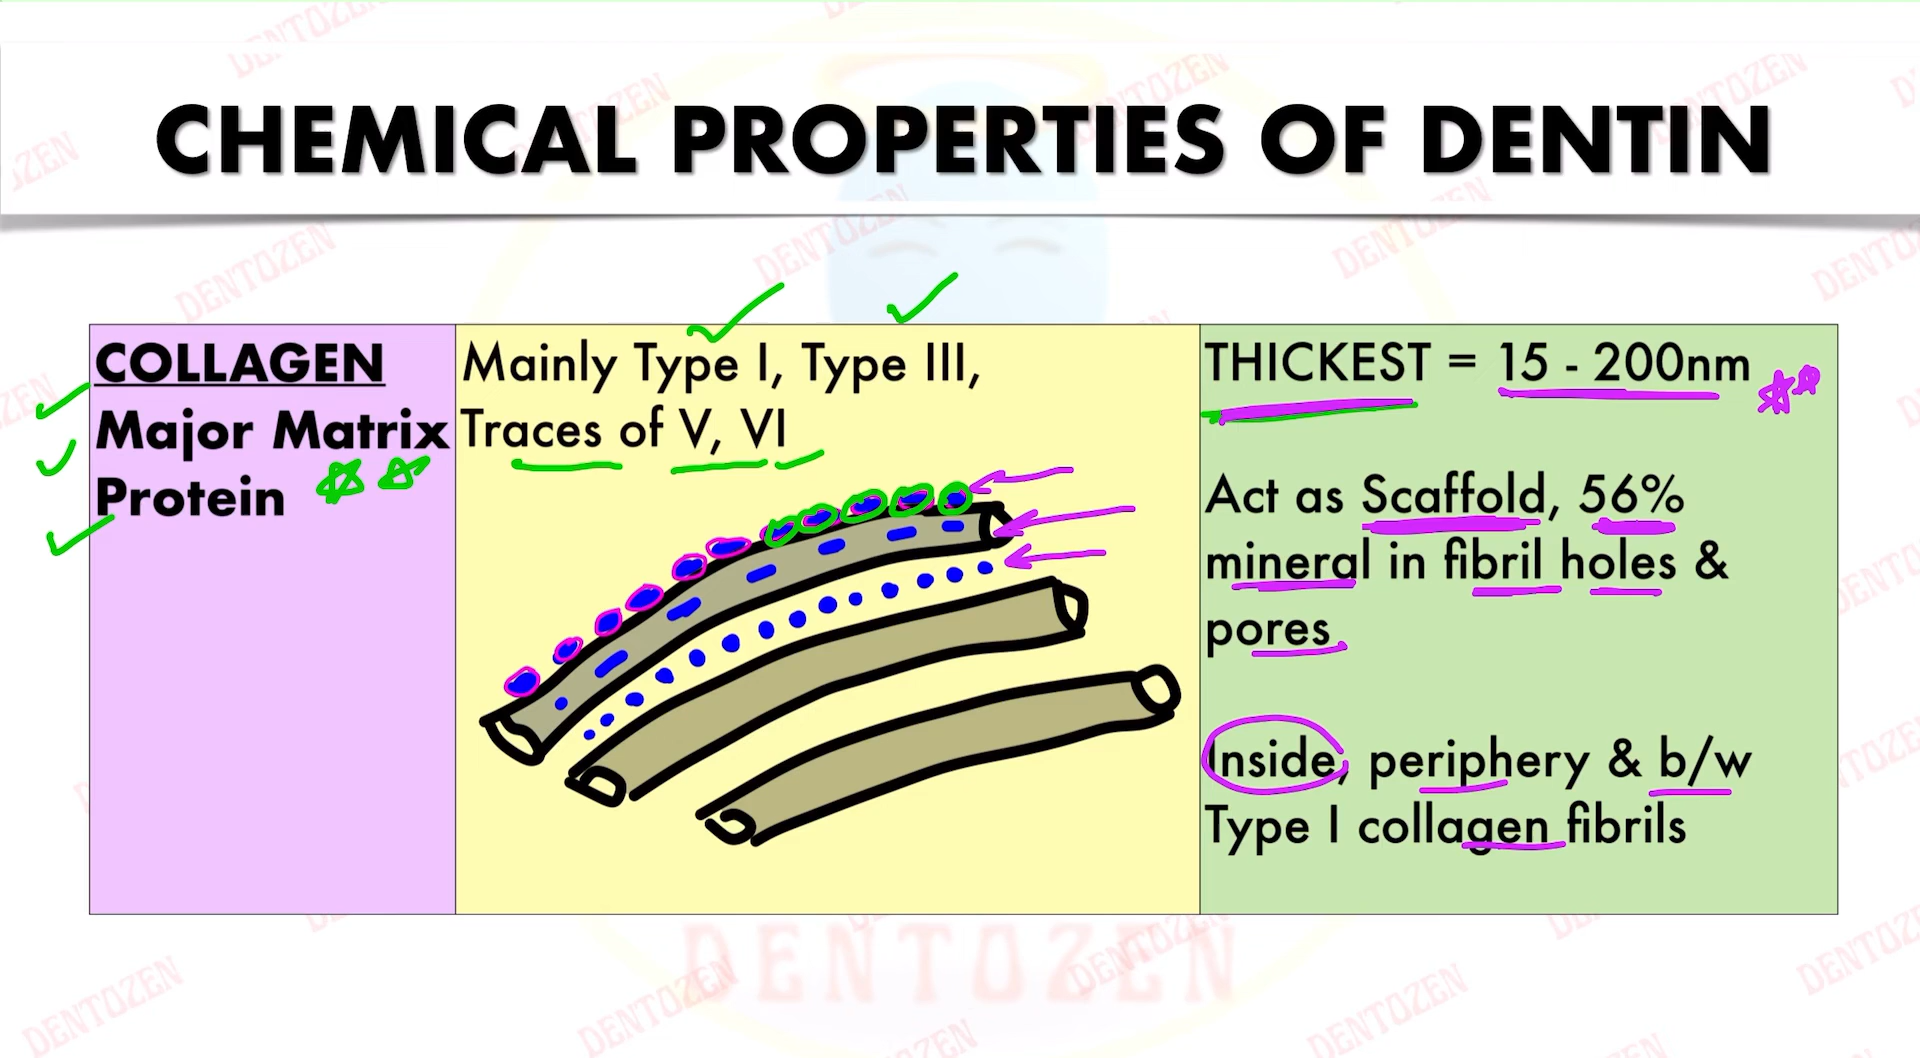 CHEMICAL PROPERTIES OF DENTIN
COLLAGEN
Major Matrix
Protein
Mainly Type I, Type III,
Traces of V, VI
THICKEST = 15 - 200nm
Act as Scaffold, 56%
mineral in fibril holes &
pores
Inside, periphery & b/w
Type I collagen fibrils
DENTOZEN